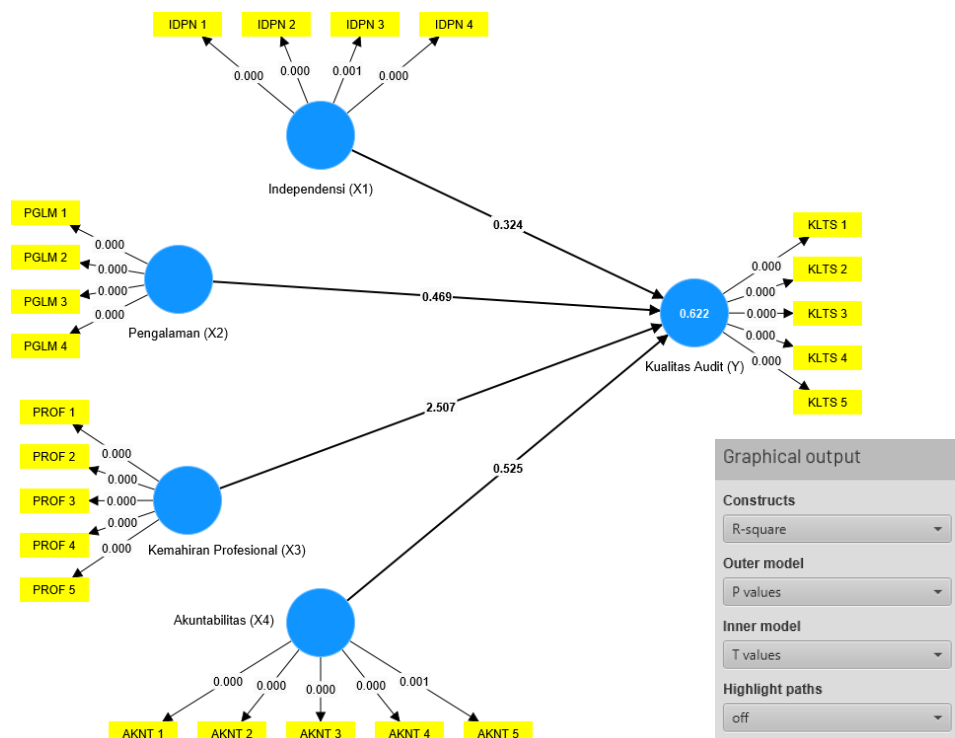 IDPN 1
IDPN 2
IDPN 3
IDPN 4
0.000
0.000
0.001
0.000
Independensi (X1)
PGLM 1
PGLM 2
PGLM 3
PGLM 4
0.000
0.000
0.000
0.000
Pengalaman (X2)
0.324
0.469
2.507
0.525
0.622
Kualitas Audit (Y)
KLTS 1
KLTS 2
KLTS 3
KLTS 4
KLTS 5
0.000
0.000
0.000
0.000
0.000
PROF 1
PROF 2
PROF 3
PROF 4
PROF 5
0.000
0.000
0.000
0.000
0.000
Kemahiran Profesional (X3)
Akuntabilitas (X4)
0.000
0.000
0.000
0.000
0.001
AKNT 1
AKNT 2
AKNT 3
AKNT 4
AKNT 5
Graphical output
Constructs
R-square
Outer model
P values
Inner model
T values
Highlight paths
off